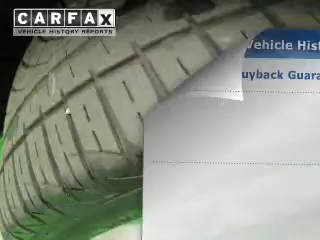 CARFAX
VEHICLE HISTORY REPORTS
Vehicle Hist
uyback Guara